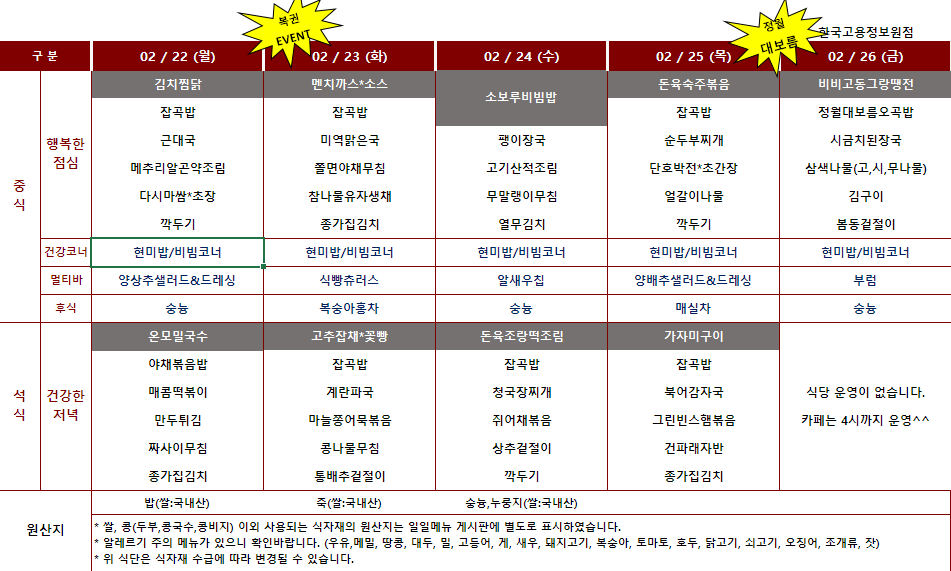 복권
EVENT
정월
대보름
한국고용정보원점
구 분 02 / 22 (월) 02 / 23 (화) 02 / 24 (수) 02 / 25 (목) 02 / 26 (금)
중식
행복한 점심
김치찜닭 멘치까스*소스 소보루비빔밥 돈육숙주볶음 비비고동그랑땡전
잡곡밥 잡곡밥 잡곡밥 정월대보름오곡밥
근대국 미역맑은국 팽이장국 순두부찌개 시금치된장국
메추리알곤약조림 쫄면야채무침 고기산적조림 단호박전*초간장 삼색나물(고,시,무나물)
다시마쌈*초장 참나물유자생채 무말랭이무침 얼갈이나물 김구이
깍두기 종가집김치 열무김치 깍두기 봄동겉절이
건강코너 현미밥/비빔코너 현미밥/비빔코너 현미밥/비빔코너 현미밥/비빔코너 현미밥/비빔코너
멀티바 양상추샐러드&드레싱 식빵츄러스 알새우칩 양배추샐러드&드레싱 부럼
후식 숭늉 복숭아홍차 숭늉 매실차 숭늉
석식
건강한 저녁
온모밀국수 고추잡채*꽃빵 돈육조랑떡조림 가자미구이
야채볶음밥 잡곡밥 잡곡밥 잡곡밥
매콤떡볶이 계란파국 청국장찌개 북어감자국 식당 운영이 없습니다.
만두튀김 마늘쫑어묵볶음 쥐어채볶음 그린빈스햄볶음 카페는 4시까지 운영^^
짜사이무침 콩나물무침 상추겉절이 건파래자반
종가집김치 통배추겉절이 깍두기 종가집김치
원산지
밥(쌀:국내산) 죽(쌀:국내산) 숭늉,누룽지(쌀:국내산)
* 쌀, 콩(두부,콩국수,콩비지) 이외 사용되는 식자재의 원산지는 일일메뉴 게시판에 별도로 표시하였습니다.
* 알레르기 주의 메뉴가 있으니 확인바랍니다. (우유,메밀, 땅콩, 대두, 밀, 고등어, 게, 새우, 돼지고기, 복숭아, 토마토, 호두, 닭고기, 쇠고기, 오징어, 조개류, 잣)
* 위 식단은 식자재 수급에 따라 변경될 수 있습니다.